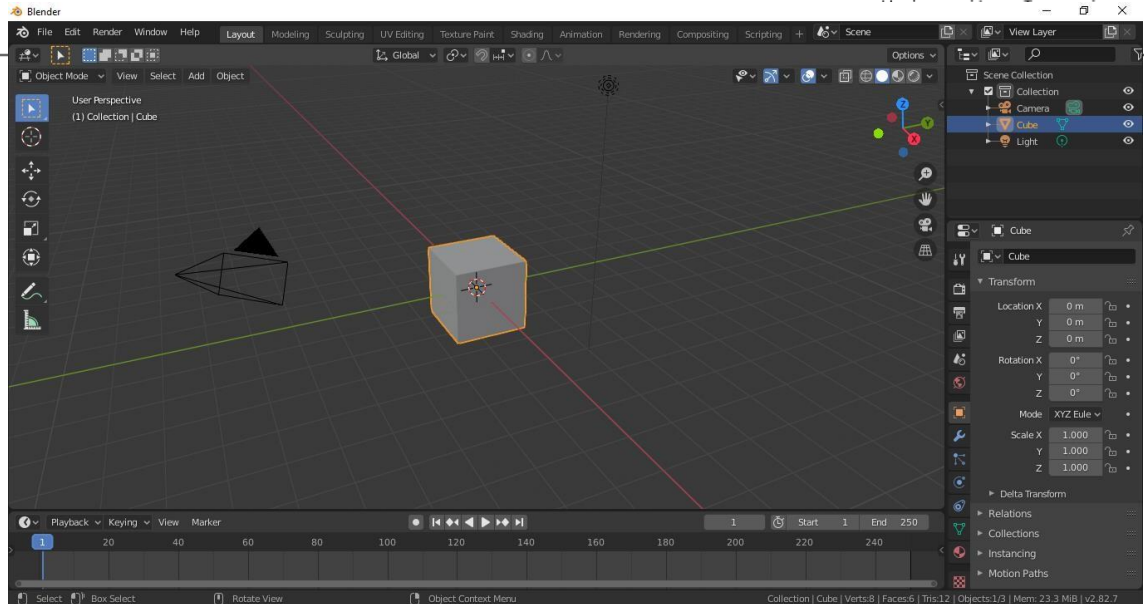 Blender
File Edit Render Window Help Layout Modeling Sculpting UV Editing Texture Paint Shading Animation Rendering Compositing Scripting + Scene View Layer
Global Options
Object Mode View Select Add Object
User Perspective
(1) Collection | Cube
Z
Y
X
Scene Collection
Collection
Camera
Cube
Light
Cube
Cube
Transform
Location X 0 m
Y 0 m
Z 0 m
Rotation X 0°
Y 0°
Z 0°
Mode XYZ Eule
Scale X 1.000
Y 1.000
Z 1.000
Delta Transform
Relations
Collections
Instancing
Motion Paths
Playback Keying View Marker 1 Start 1 End 250
1 20 40 60 80 100 120 140 160 180 200 220 240
Select Box Select Rotate View Object Context Menu Collection | Cube | Verts:8 | Faces:6 | Tris:12 | Objects:1/3 | Mem: 23.3 MiB | v2.82.7